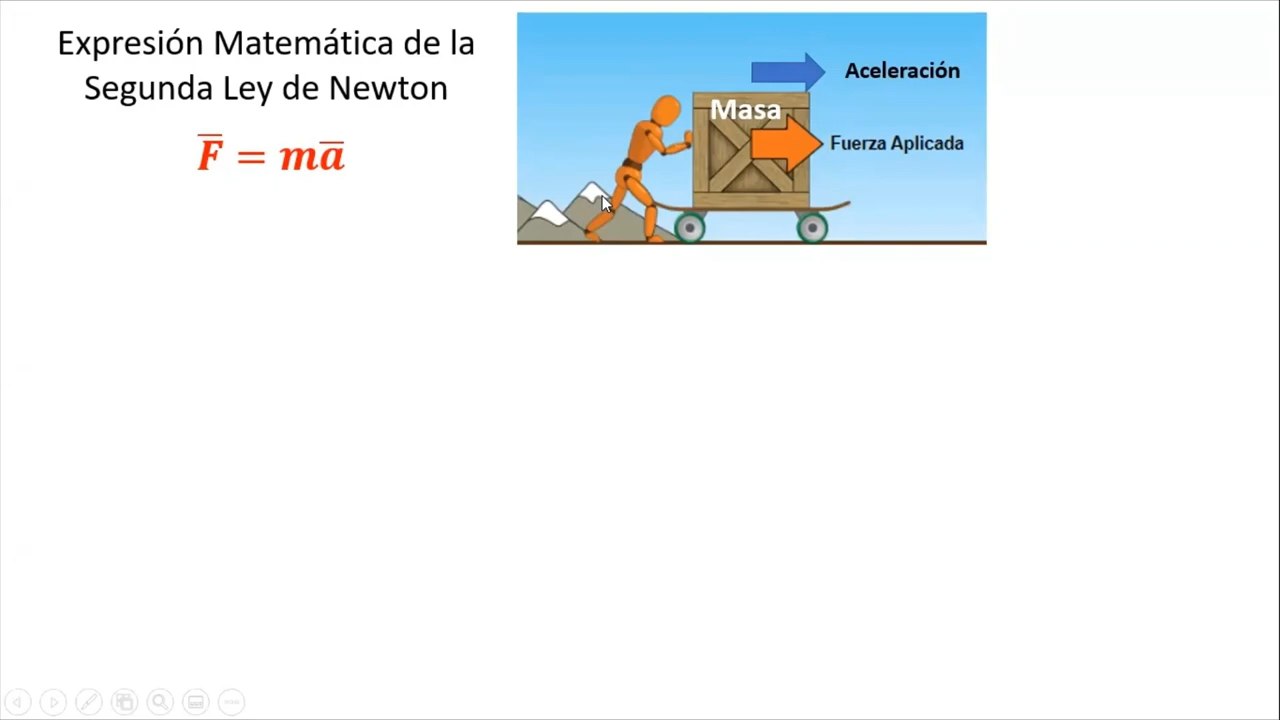 Expresión Matemática de la
Segunda Ley de Newton
F̅ = ma̅
Aceleración
Masa
Fuerza Aplicada